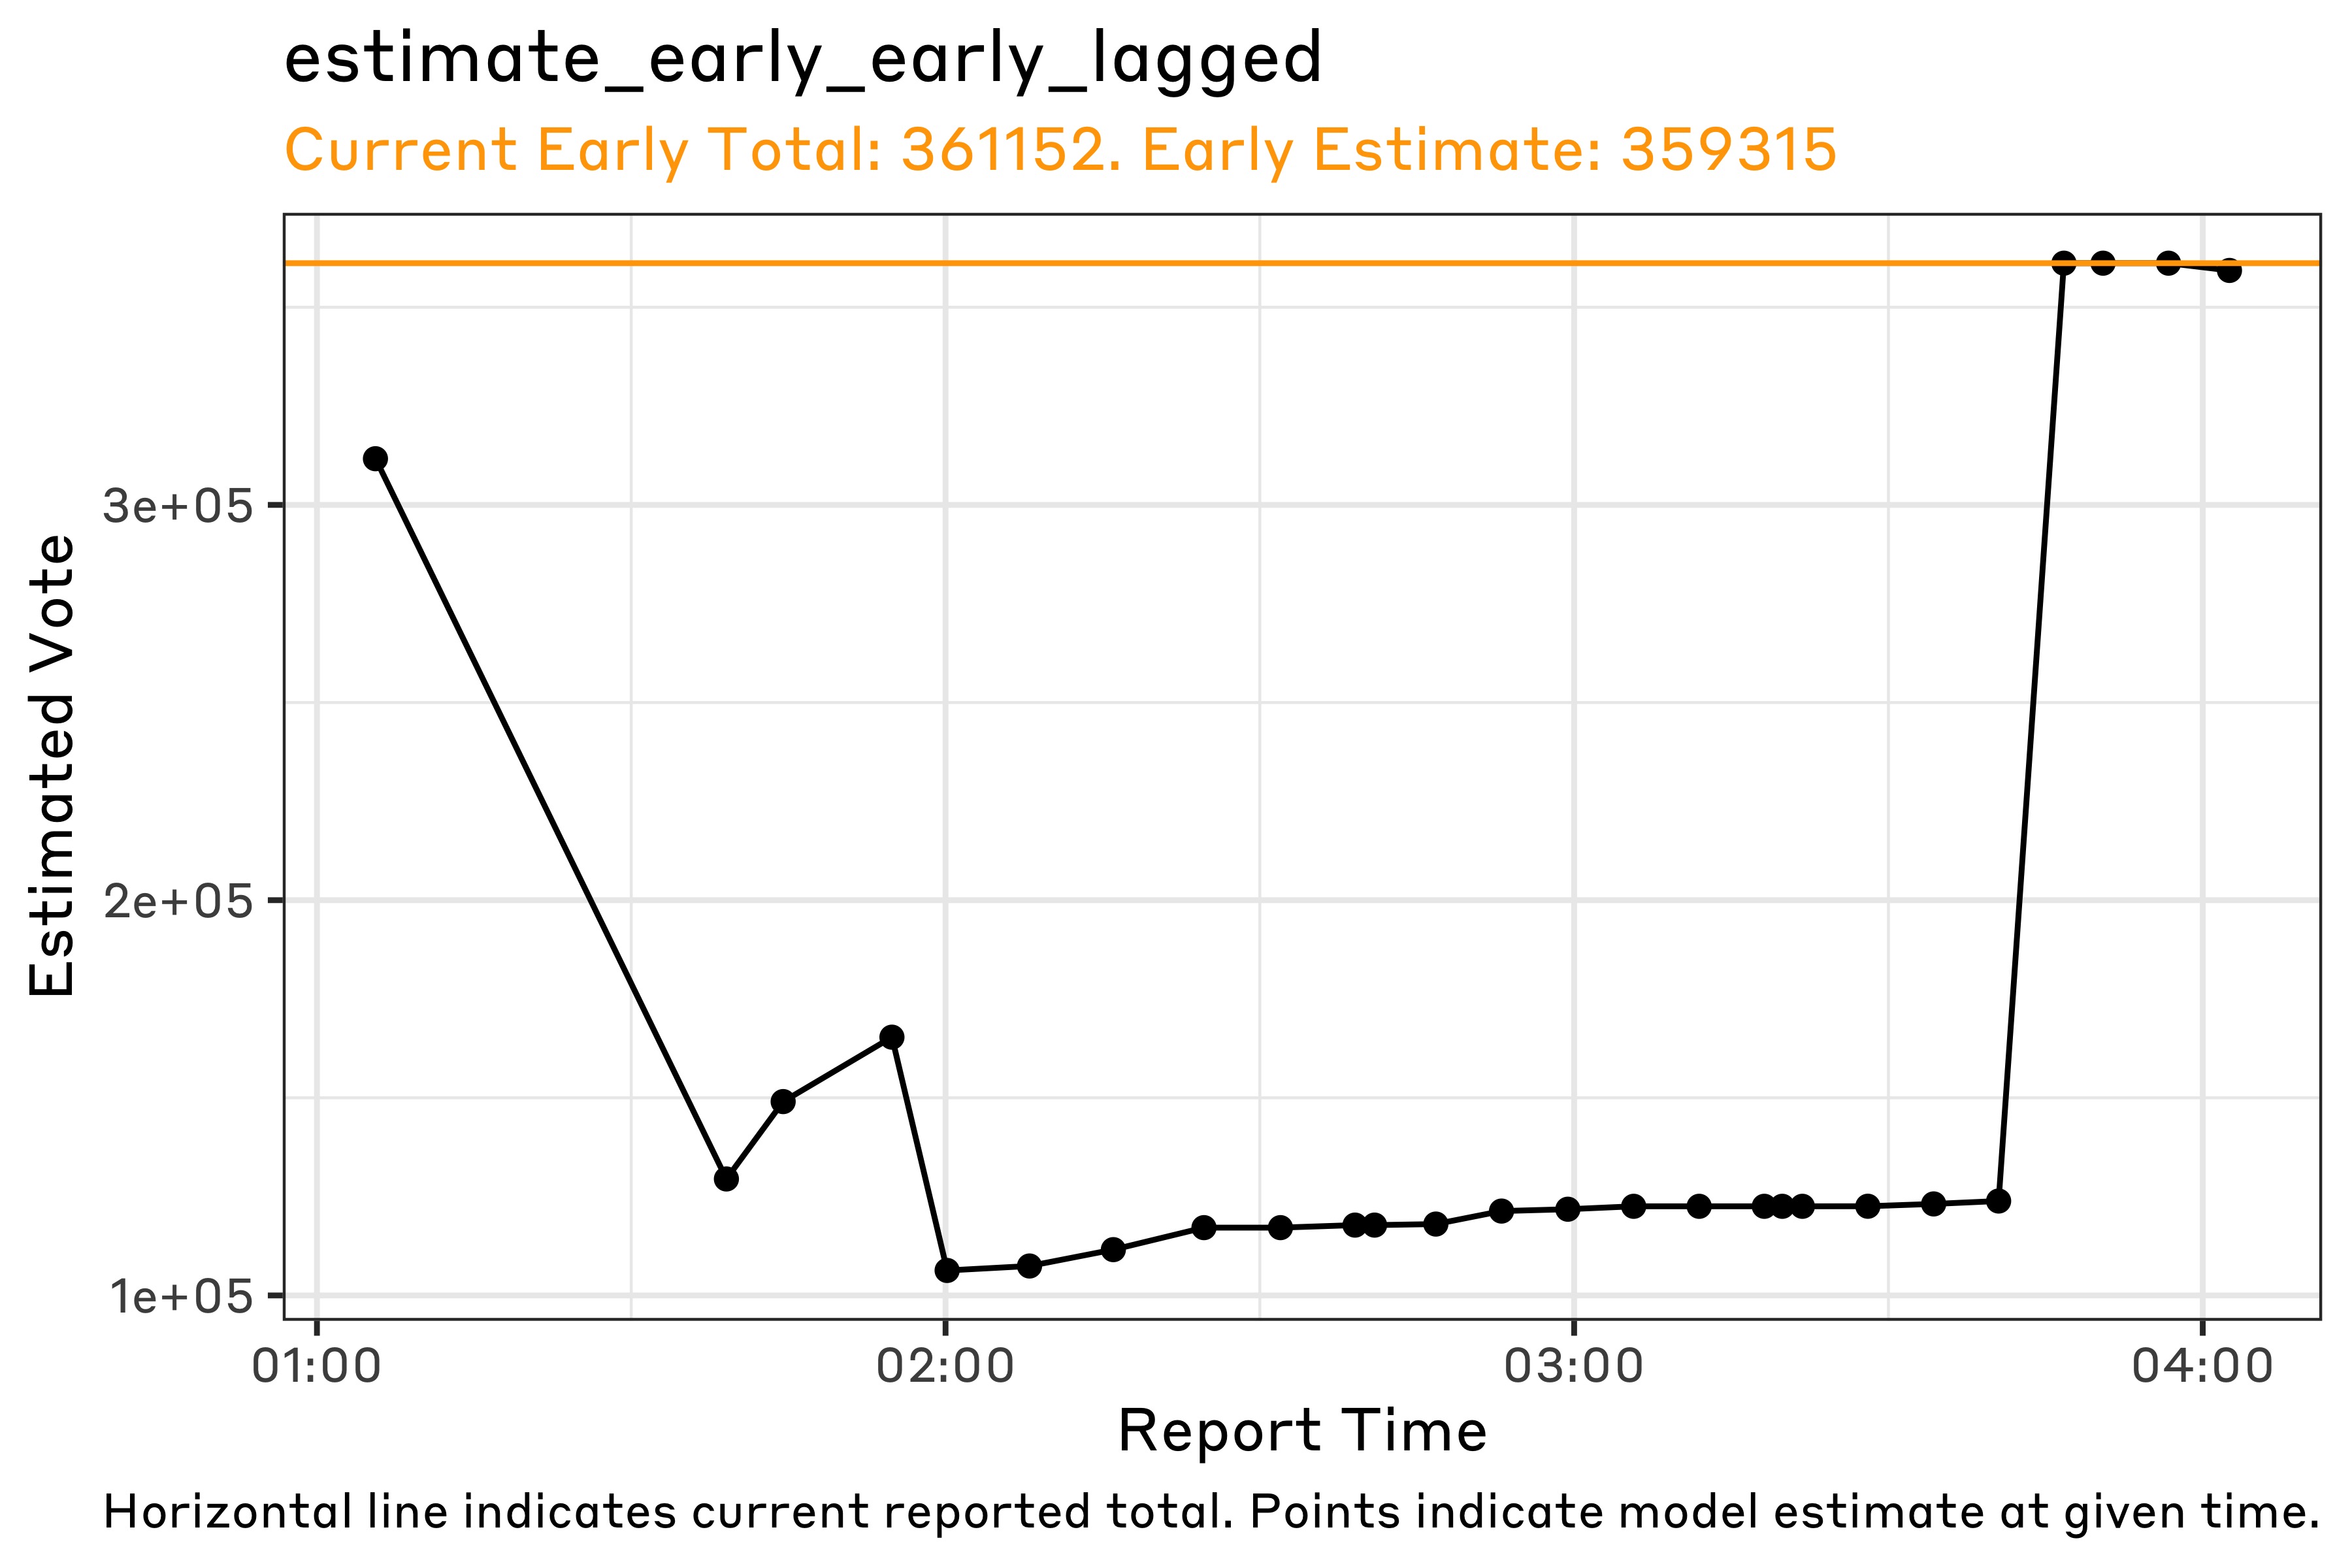 estimate_early_early_lagged
Current Early Total: 361152. Early Estimate: 359315
Estimated Vote
3e+05
2e+05
1e+05
01:00
02:00
03:00
04:00
Report Time
Horizontal line indicates current reported total. Points indicate model estimate at given time.